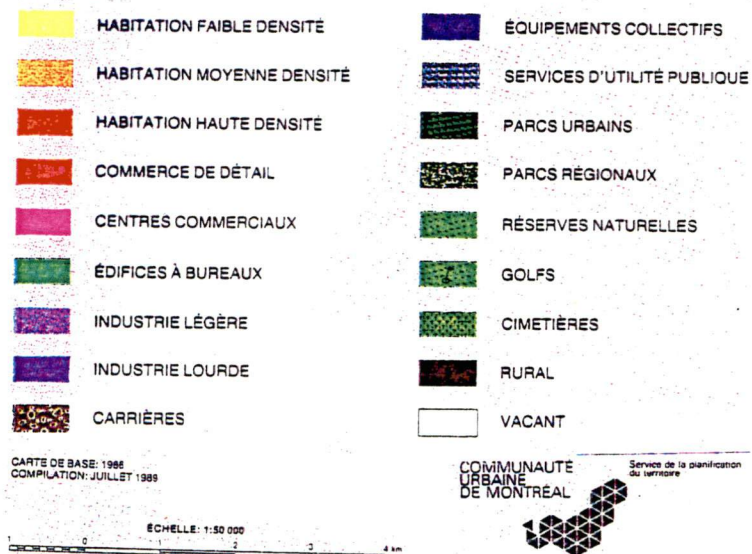 HABITATION FAIBLE DENSITÉ
HABITATION MOYENNE DENSITÉ
HABITATION HAUTE DENSITÉ
COMMERCE DE DÉTAIL
CENTRES COMMERCIAUX
ÉDIFICES À BUREAUX
INDUSTRIE LÉGÈRE
INDUSTRIE LOURDE
CARRIÈRES
ÉQUIPEMENTS COLLECTIFS
SERVICES D'UTILITÉ PUBLIQUE
PARCS URBAINS
PARCS RÉGIONAUX
RÉSERVES NATURELLES
GOLFS
CIMETIÈRES
RURAL
VACANT
CARTE DE BASE: 1986
COMPILATION: JUILLET 1989
ÉCHELLE: 1:50 000
1 0 1 2 3 4 km
COMMUNAUTÉ
URBAINE
DE MONTRÉAL
Service de la planification
du territoire